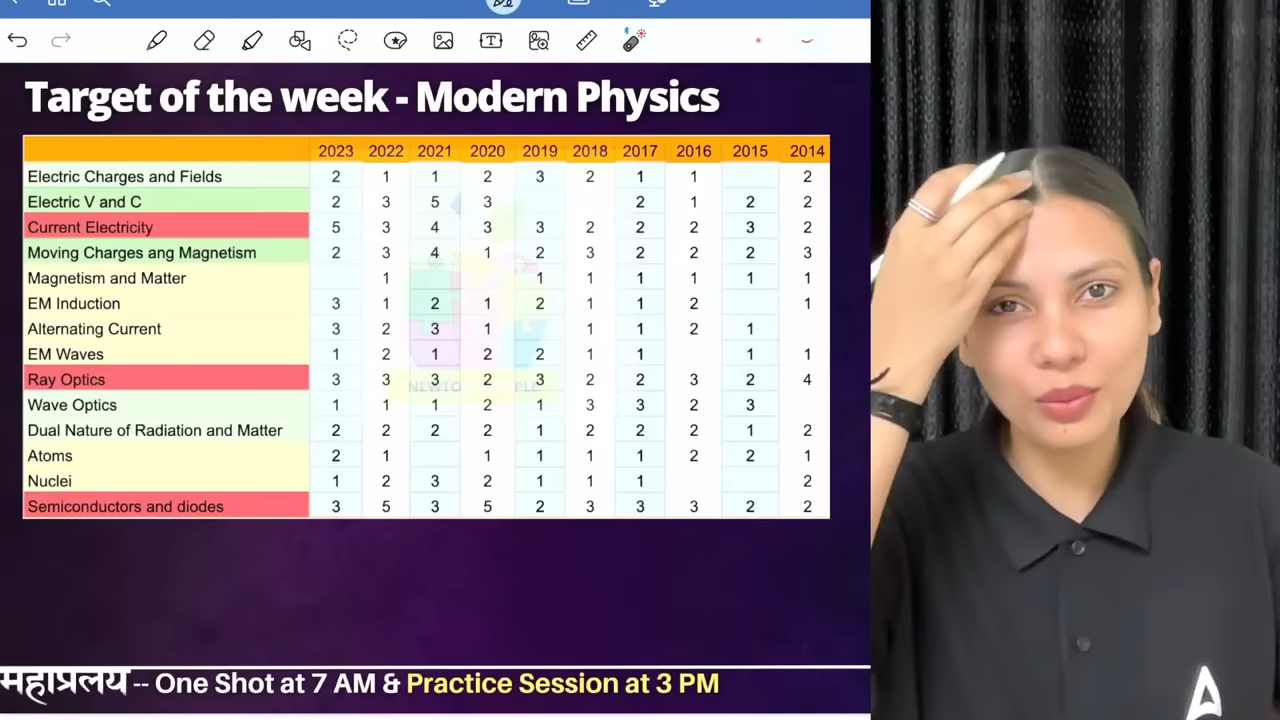 Target of the week - Modern Physics
2023 2022 2021 2020 2019 2018 2017 2016 2015 2014
Electric Charges and Fields 2 1 1 2 3 2 1 1 2
Electric V and C 2 3 5 3 2 1 2 2
Current Electricity 5 3 4 3 3 2 2 2 3 2
Moving Charges ang Magnetism 2 3 4 1 2 3 2 2 2 3
Magnetism and Matter 1 1 1 1 1 1 1
EM Induction 3 1 2 1 2 1 1 2 1
Alternating Current 3 2 3 1 1 1 2 1
EM Waves 1 2 1 2 2 1 1 1 1
Ray Optics 3 3 3 2 3 2 2 3 2 4
Wave Optics 1 1 1 2 1 3 3 2 3
Dual Nature of Radiation and Matter 2 2 2 2 1 2 2 2 1 2
Atoms 2 1 1 1 1 1 2 2 1
Nuclei 1 2 3 2 1 1 1 2
Semiconductors and diodes 3 5 3 5 2 3 3 3 2 2
महाप्रलय -- One Shot at 7 AM & Practice Session at 3 PM